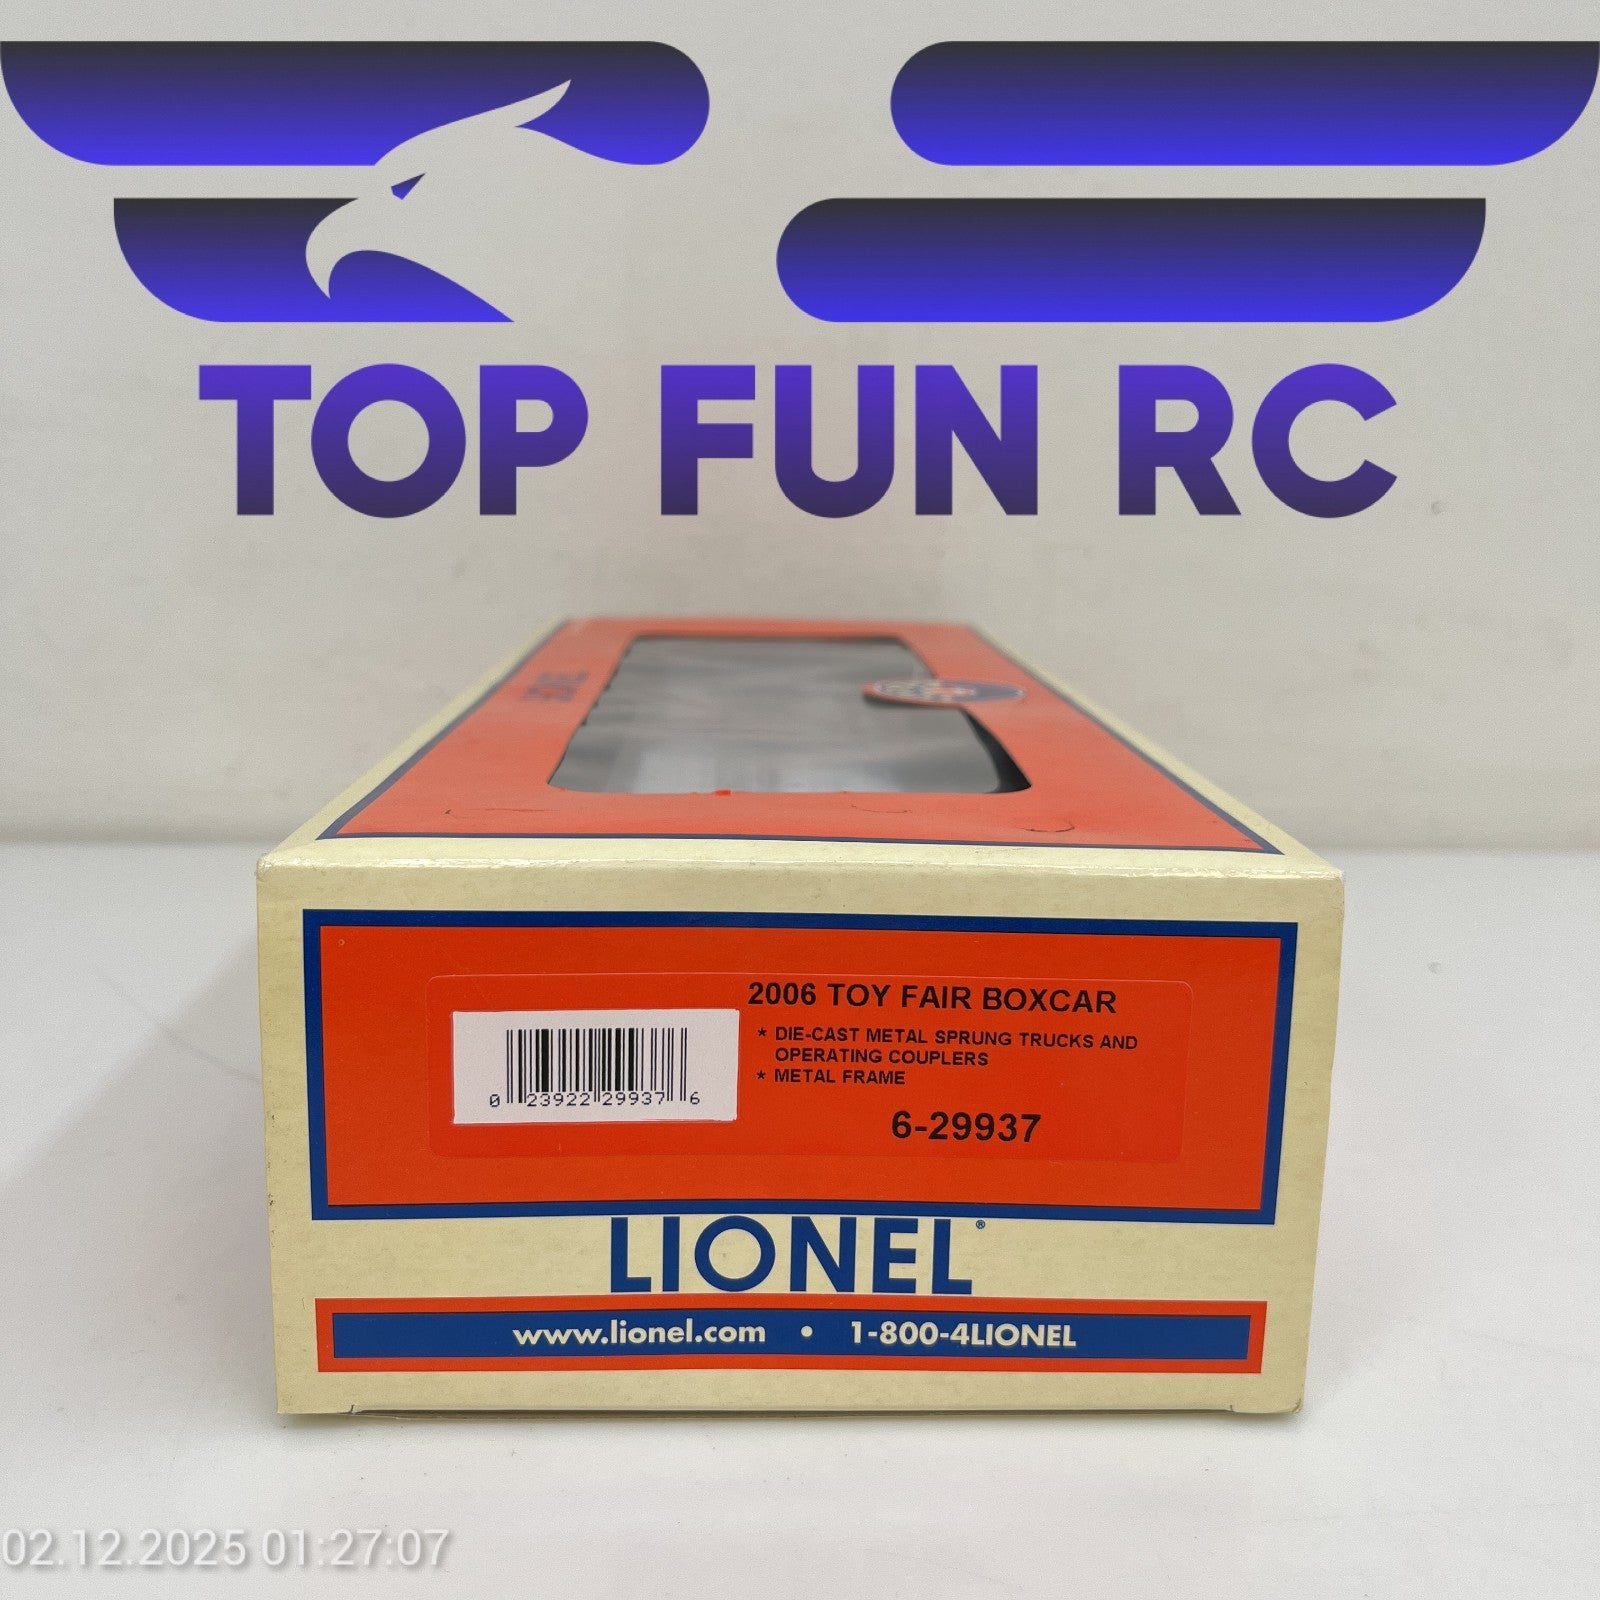 TOP FUN RC
LIONEL
2006 TOY FAIR BOXCAR
* DIE-CAST METAL SPRUNG TRUCKS AND
OPERATING COUPLERS
* METAL FRAME
0 23922 29937 6
6-29937
LIONEL®
www.lionel.com • 1-800-4LIONEL
02.12.2025 01:27:07